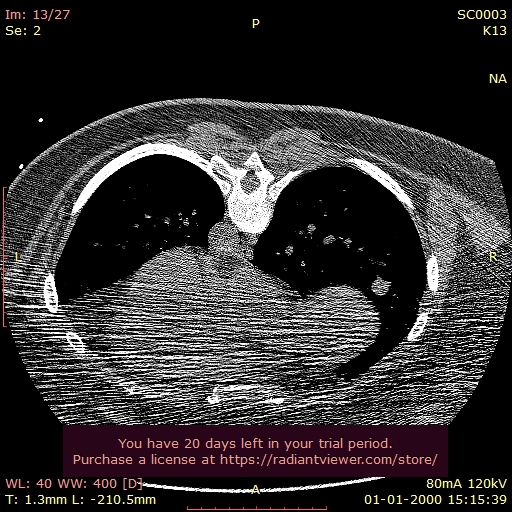 Im: 13/27
Se: 2
P
SC0003
K13
NA
L
R
You have 20 days left in your trial period.
Purchase a license at https://radiantviewer.com/store/
WL: 40 WW: 400 [D]
T: 1.3mm L: -210.5mm
A
80mA 120kV
01-01-2000 15:15:39